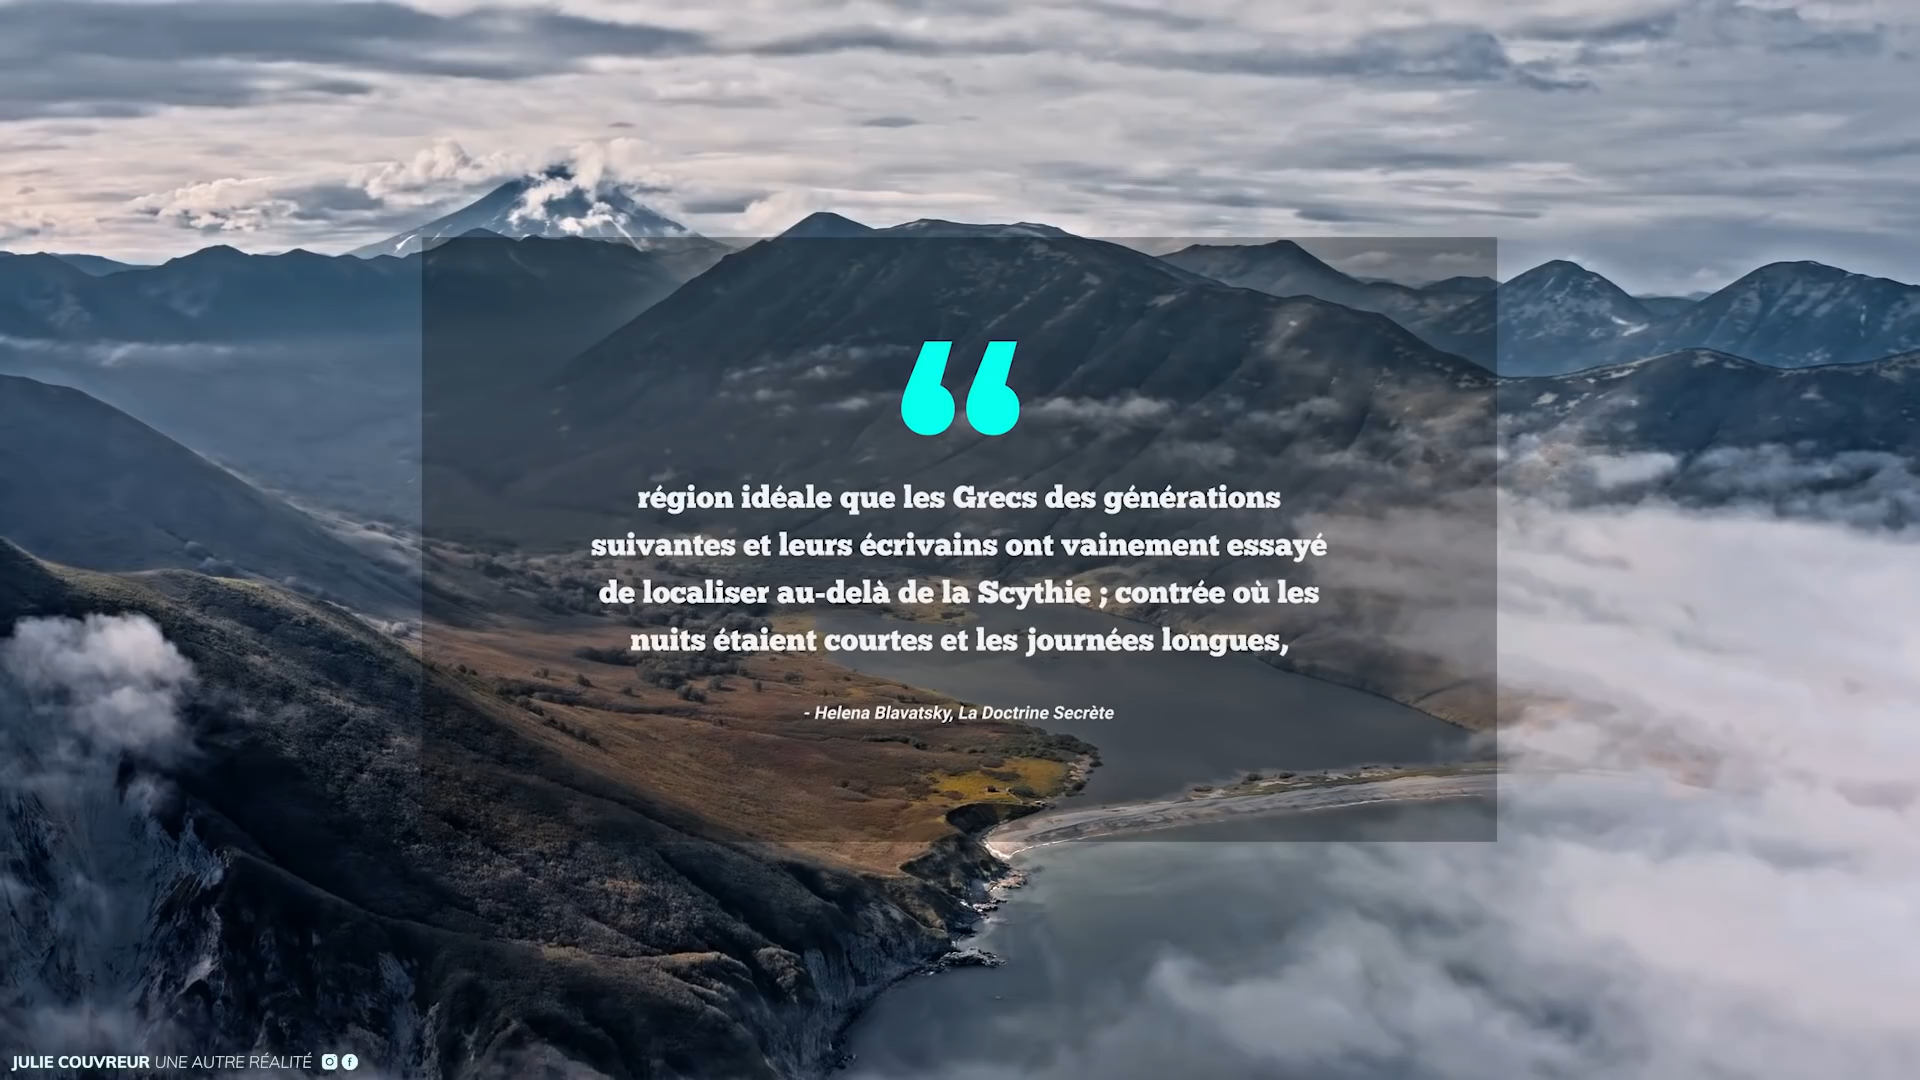 région idéale que les Grecs des générations
suivantes et leurs écrivains ont vainement essayé
de localiser au-delà de la Scythie ; contrée où les
nuits étaient courtes et les journées longues,
- Helena Blavatsky, La Doctrine Secrète
JULIE COUVREUR UNE AUTRE RÉALITÉ